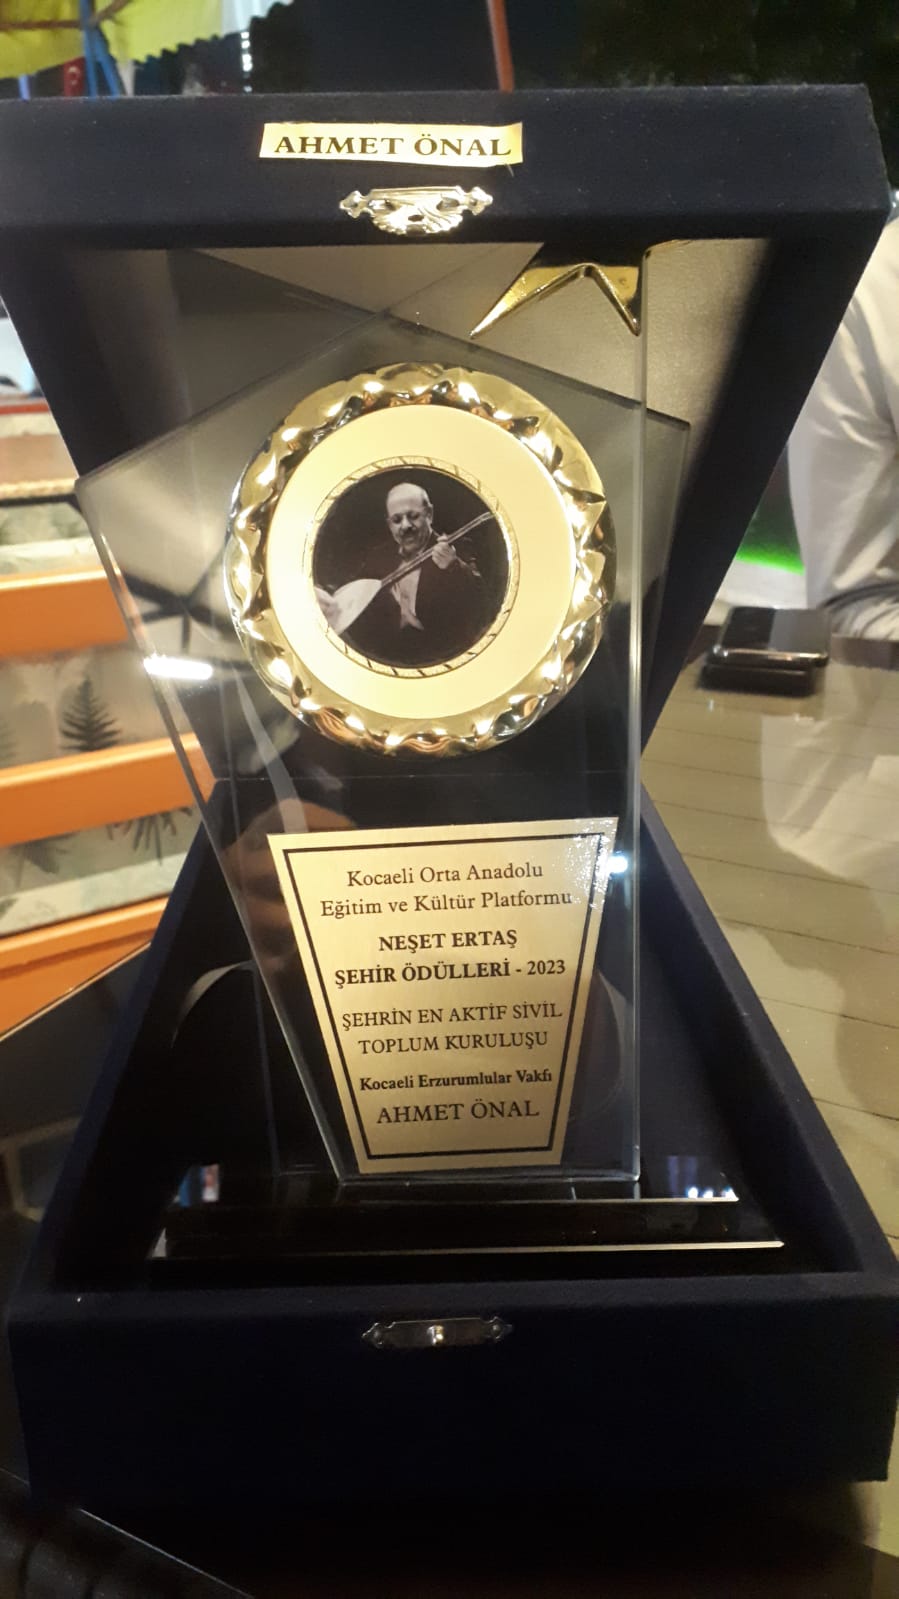 AHMET ÖNAL
Kocaeli Orta Anadolu
Eğitim ve Kültür Platformu
NEŞET ERTAŞ
ŞEHİR ÖDÜLLERİ - 2023
ŞEHRİN EN AKTİF SİVİL
TOPLUM KURULUŞU
Kocaeli Erzurumlular Vakfı
AHMET ÖNAL